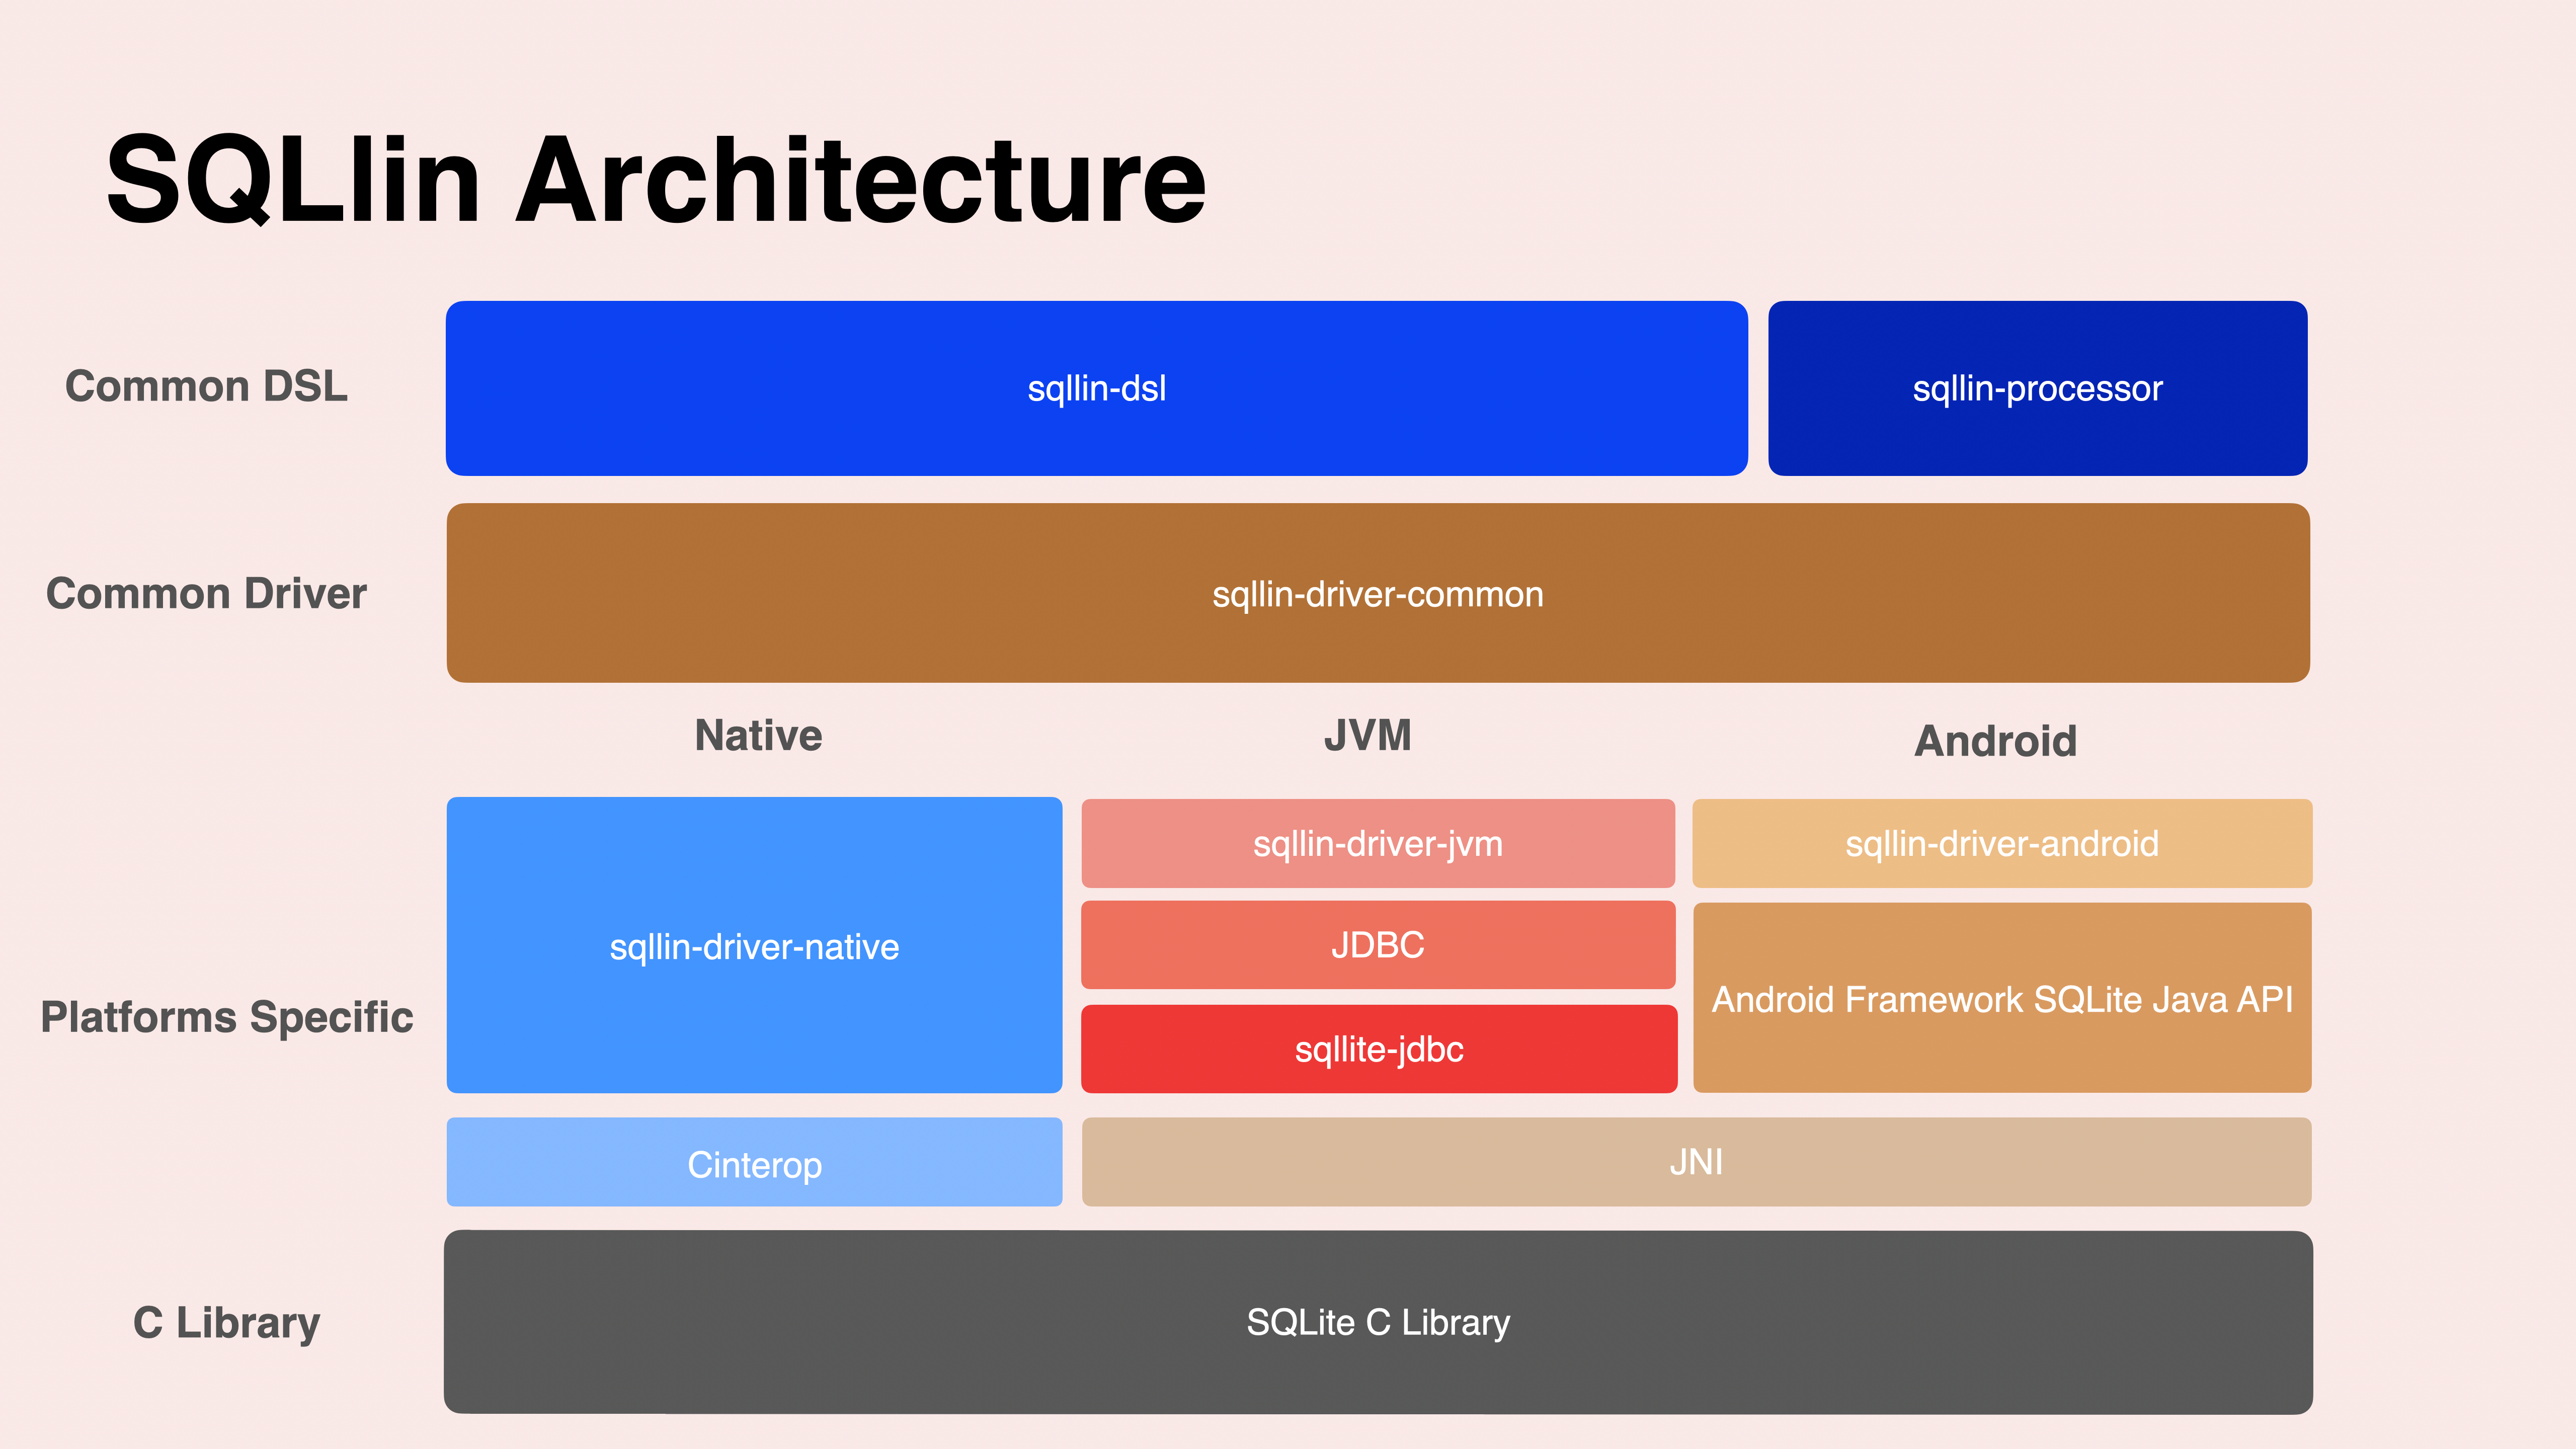 SQLlin Architecture
Common DSL
sqllin-dsl
sqllin-processor
Common Driver
sqllin-driver-common
Native
JVM
Android
Platforms Specific
sqllin-driver-native
sqllin-driver-jvm
JDBC
sqllite-jdbc
sqllin-driver-android
Android Framework SQLite Java API
Cinterop
JNI
C Library
SQLite C Library